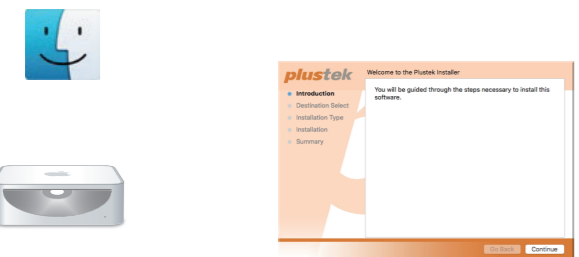 plustek
Welcome to the Plustek Installer
You will be guided through the steps necessary to install this
software.
Introduction
Destination Select
Installation Type
Installation
Summary
Go Back
Continue